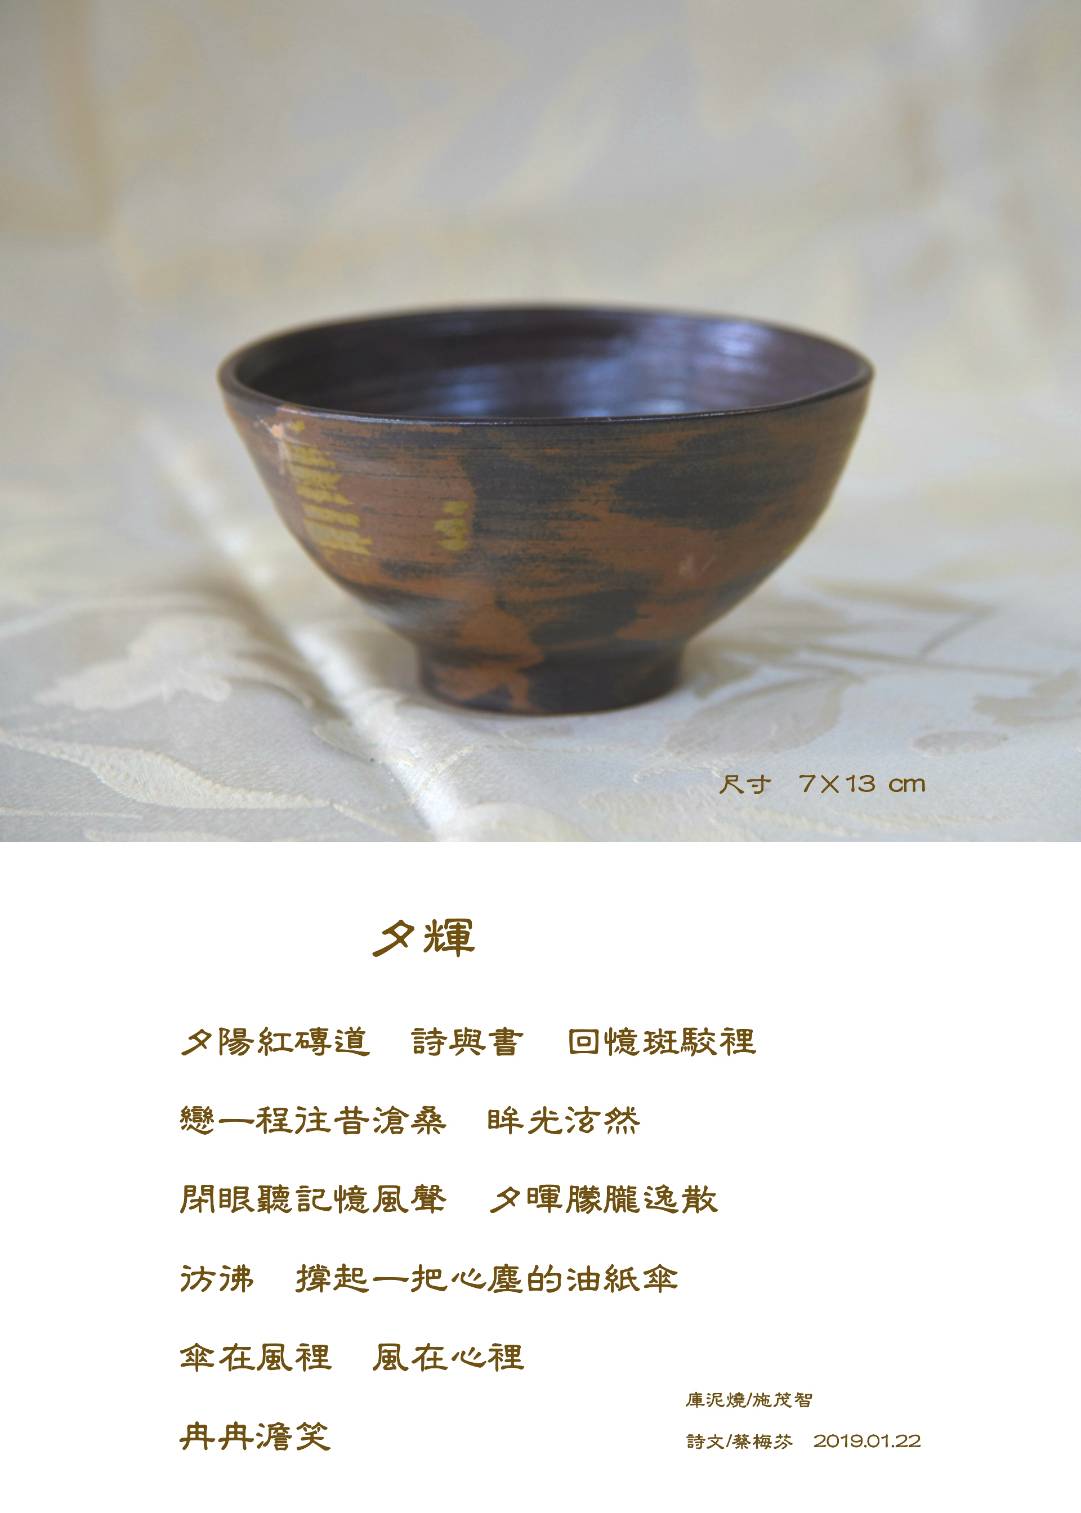 尺寸　7×13 cm
夕輝
夕陽紅磚道　詩與書　回憶斑駮裡
戀一程往昔滄桑　眸光泫然
閉眼聽記憶風聲　夕暉朦朧逸散
彷彿　撐起一把心塵的油紙傘
傘在風裡　風在心裡
冉冉澹笑
庫泥燒/施茂智
詩文/蔡梅芬　2019.01.22